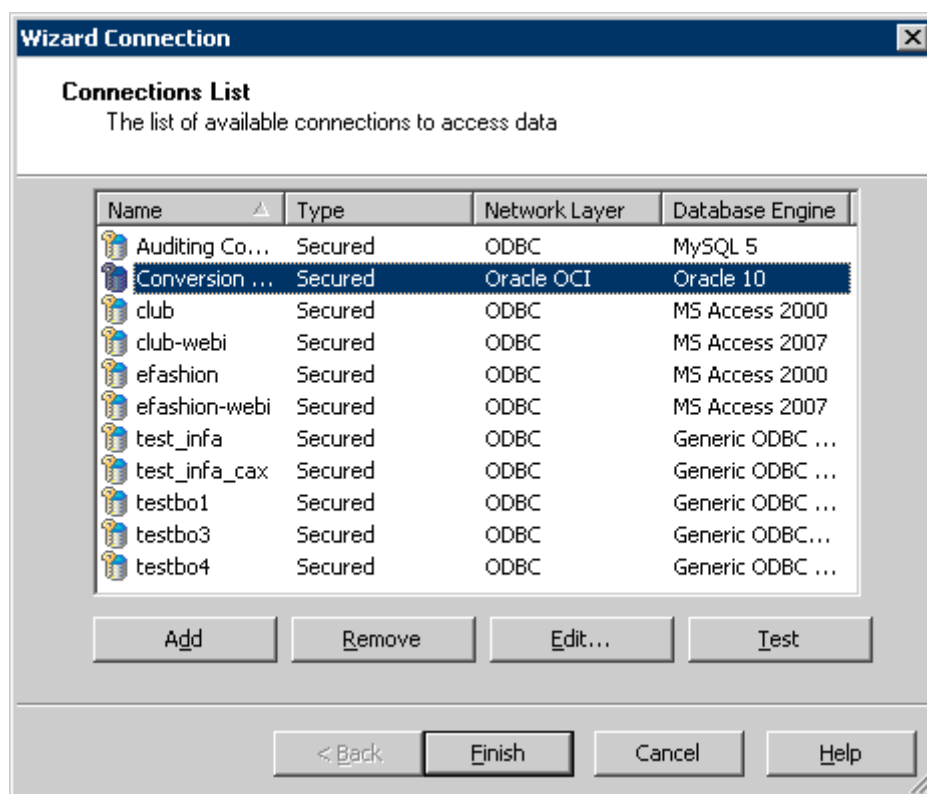 Wizard Connection
Connections List
The list of available connections to access data
Name Type Network Layer Database Engine
Auditing Co... Secured ODBC MySQL 5
Conversion ... Secured Oracle OCI Oracle 10
club Secured ODBC MS Access 2000
club-webi Secured ODBC MS Access 2007
efashion Secured ODBC MS Access 2000
efashion-webi Secured ODBC MS Access 2007
test_infa Secured ODBC Generic ODBC ...
test_infa_cax Secured ODBC Generic ODBC ...
testbo1 Secured ODBC Generic ODBC ...
testbo3 Secured ODBC Generic ODBC...
testbo4 Secured ODBC Generic ODBC ...
Add Remove Edit... Test
< Back Finish Cancel Help